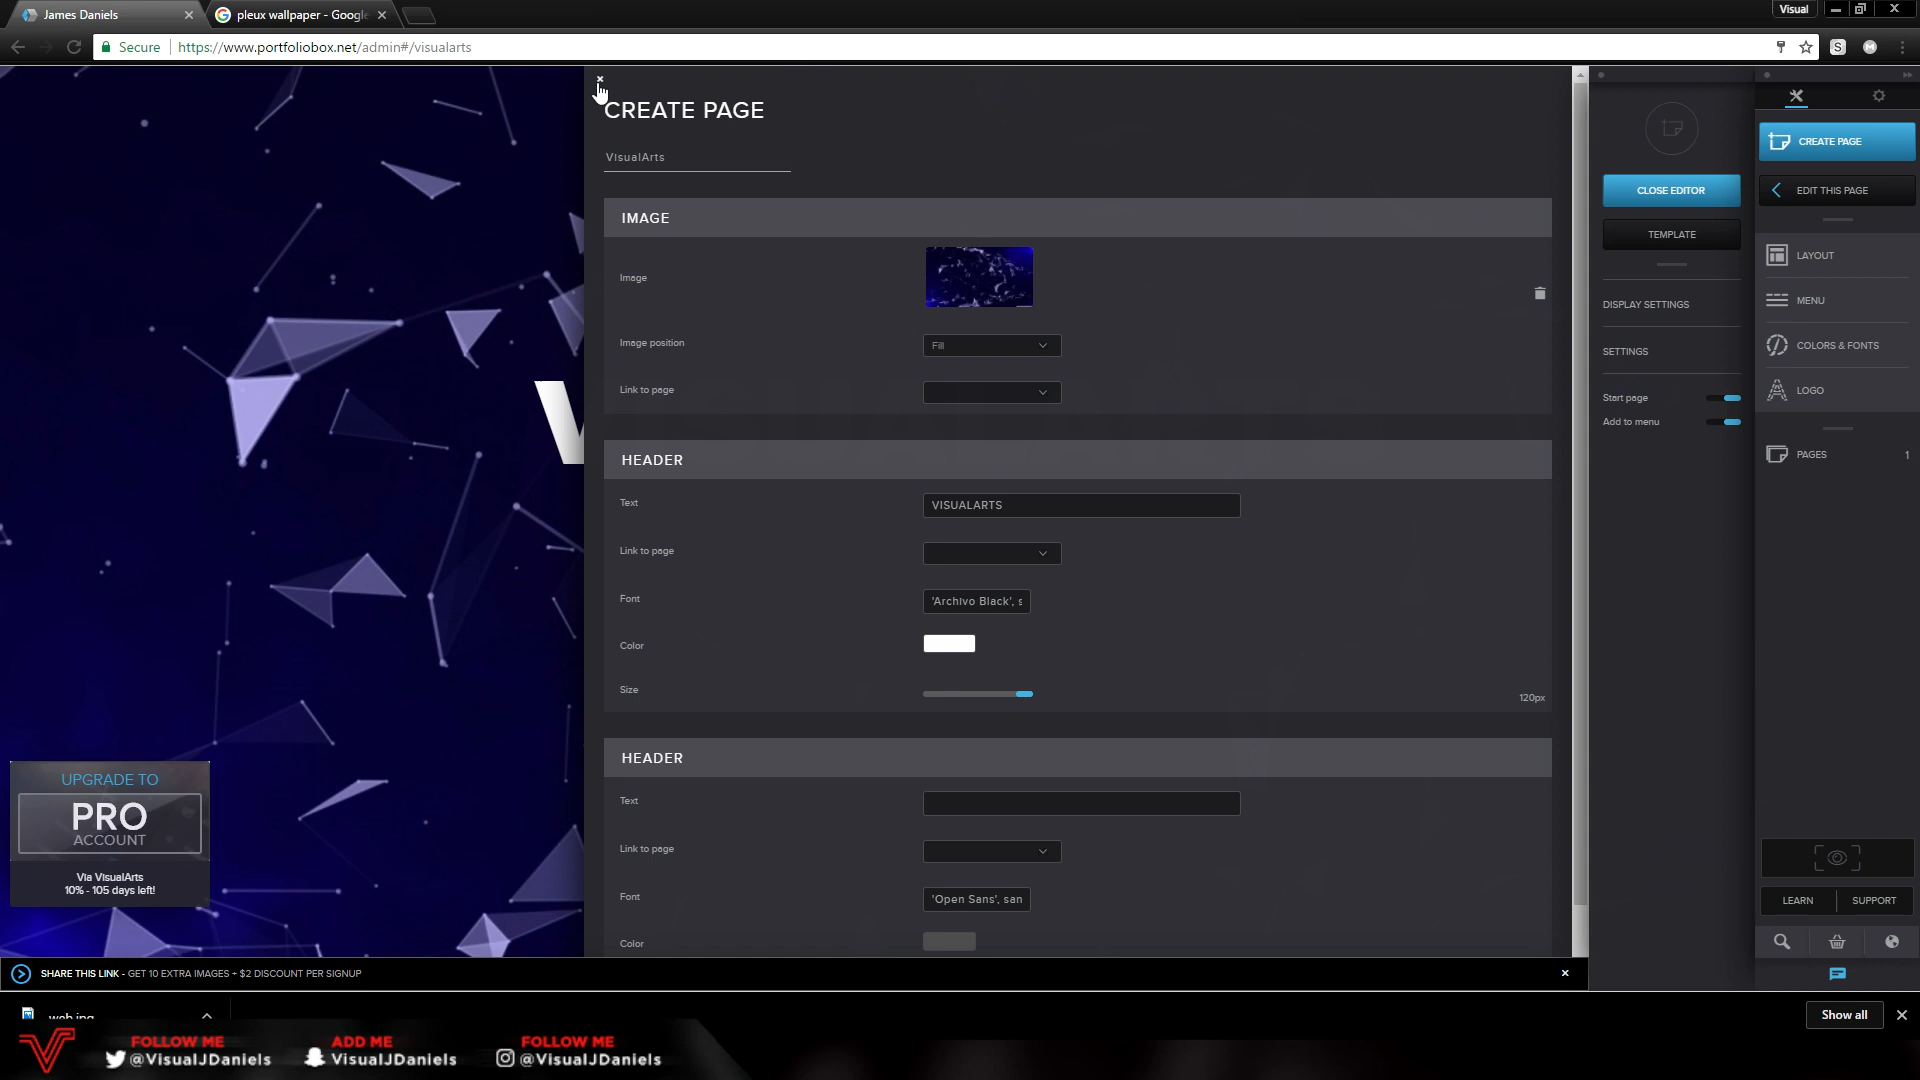 James Daniels
pleux wallpaper - Google
Visual
Secure
https://www.portfoliobox.net/admin#/visualarts
S
M
CREATE PAGE
VisualArts
IMAGE
Image
Image position
Fill
Link to page
HEADER
Text
VISUALARTS
Link to page
Font
'Archivo Black', s
Color
Size
120px
HEADER
Text
Link to page
Font
'Open Sans', san
Color
CLOSE EDITOR
TEMPLATE
DISPLAY SETTINGS
SETTINGS
Start page
Add to menu
CREATE PAGE
EDIT THIS PAGE
LAYOUT
MENU
COLORS & FONTS
LOGO
PAGES
1
LEARN
SUPPORT
V
UPGRADE TO
PRO
ACCOUNT
Via VisualArts
10% - 105 days left!
SHARE THIS LINK - GET 10 EXTRA IMAGES + $2 DISCOUNT PER SIGNUP
Show all
FOLLOW ME
@VisualJDaniels
ADD ME
VisualJDaniels
FOLLOW ME
@VisualJDaniels